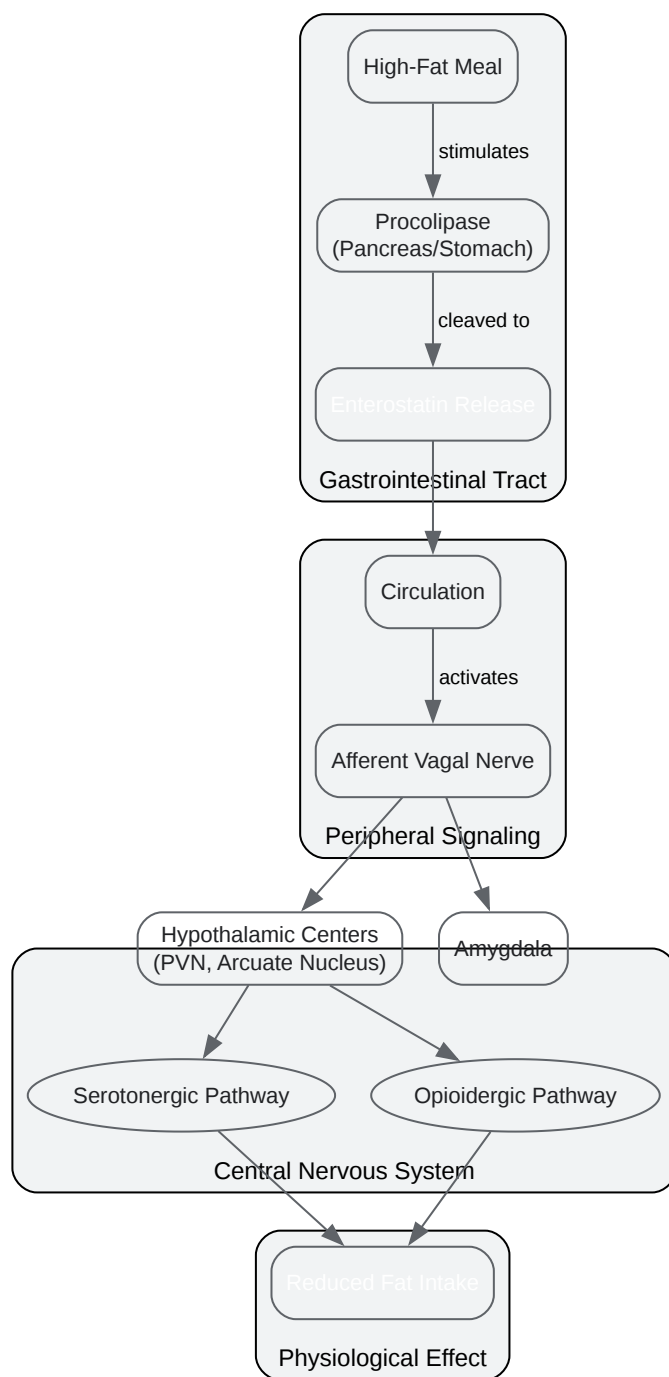 High-Fat Meal
stimulates
Procolipase
(Pancreas/Stomach)
cleaved to
Enterostatin Release
Gastrointestinal Tract
Circulation
activates
Afferent Vagal Nerve
Peripheral Signaling
Hypothalamic Centers
(PVN, Arcuate Nucleus)
Amygdala
Serotonergic Pathway
Opioidergic Pathway
Central Nervous System
Reduced Fat Intake
Physiological Effect